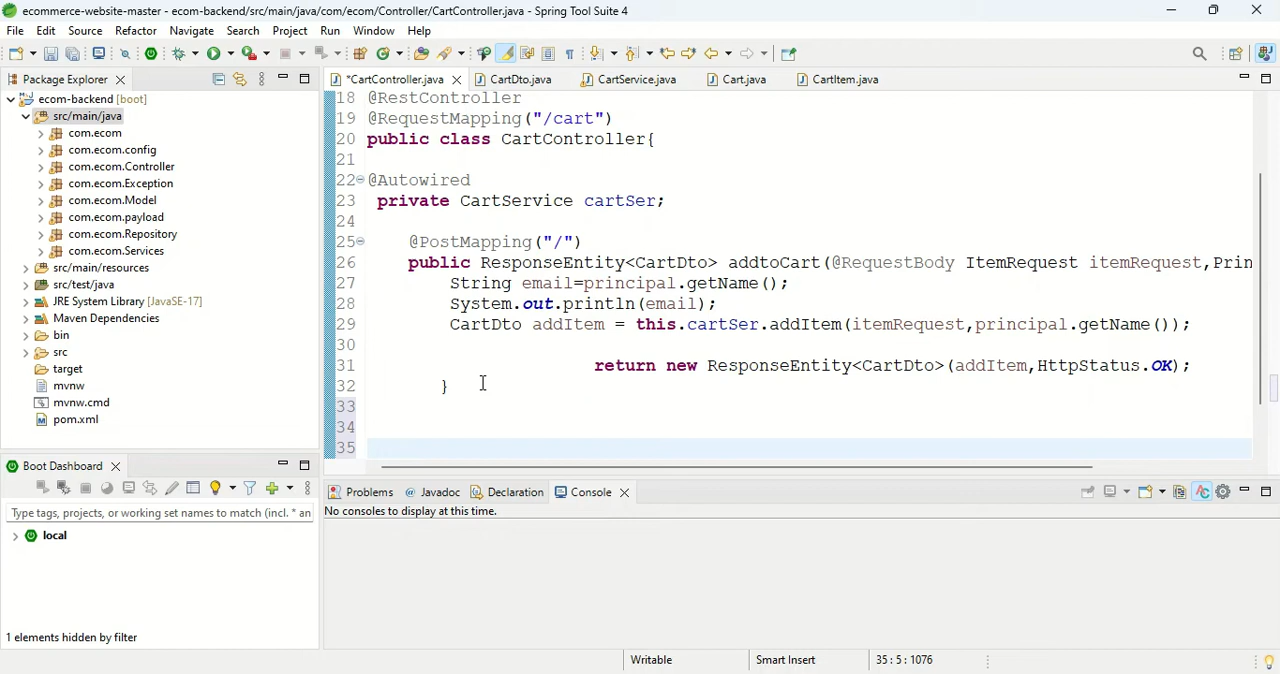 ecommerce-website-master - ecom-backend/src/main/java/com/ecom/Controller/CartController.java - Spring Tool Suite 4
File Edit Source Refactor Navigate Search Project Run Window Help
Package Explorer
*CartController.java CartDto.java CartService.java Cart.java CartItem.java
ecom-backend [boot]
src/main/java
com.ecom
com.ecom.config
com.ecom.Controller
com.ecom.Exception
com.ecom.Model
com.ecom.payload
com.ecom.Repository
com.ecom.Services
src/main/resources
src/test/java
JRE System Library [JavaSE-17]
Maven Dependencies
bin
src
target
mvnw
mvnw.cmd
pom.xml
18 @RestController
19 @RequestMapping("/cart")
20 public class CartController{
21
22 @Autowired
23 private CartService cartSer;
24
25 @PostMapping("/")
26 public ResponseEntity<CartDto> addtoCart(@RequestBody ItemRequest itemRequest,Prin
27 String email=principal.getName();
28 System.out.println(email);
29 CartDto addItem = this.cartSer.addItem(itemRequest,principal.getName());
30
31 return new ResponseEntity<CartDto>(addItem,HttpStatus.OK);
32 }
33
34
35
Boot Dashboard
Type tags, projects, or working set names to match (incl. * an
local
1 elements hidden by filter
Problems Javadoc Declaration Console
No consoles to display at this time.
Writable Smart Insert 35 : 5 : 1076